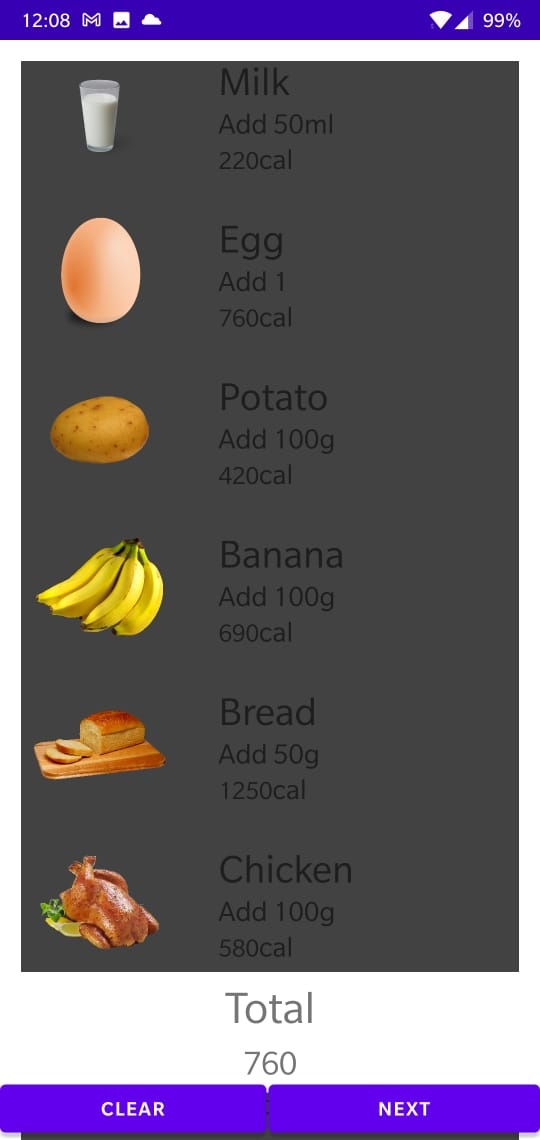 12:08 99%
Milk
Add 50ml
220cal
Egg
Add 1
760cal
Potato
Add 100g
420cal
Banana
Add 100g
690cal
Bread
Add 50g
1250cal
Chicken
Add 100g
580cal
Total
760
CLEAR NEXT